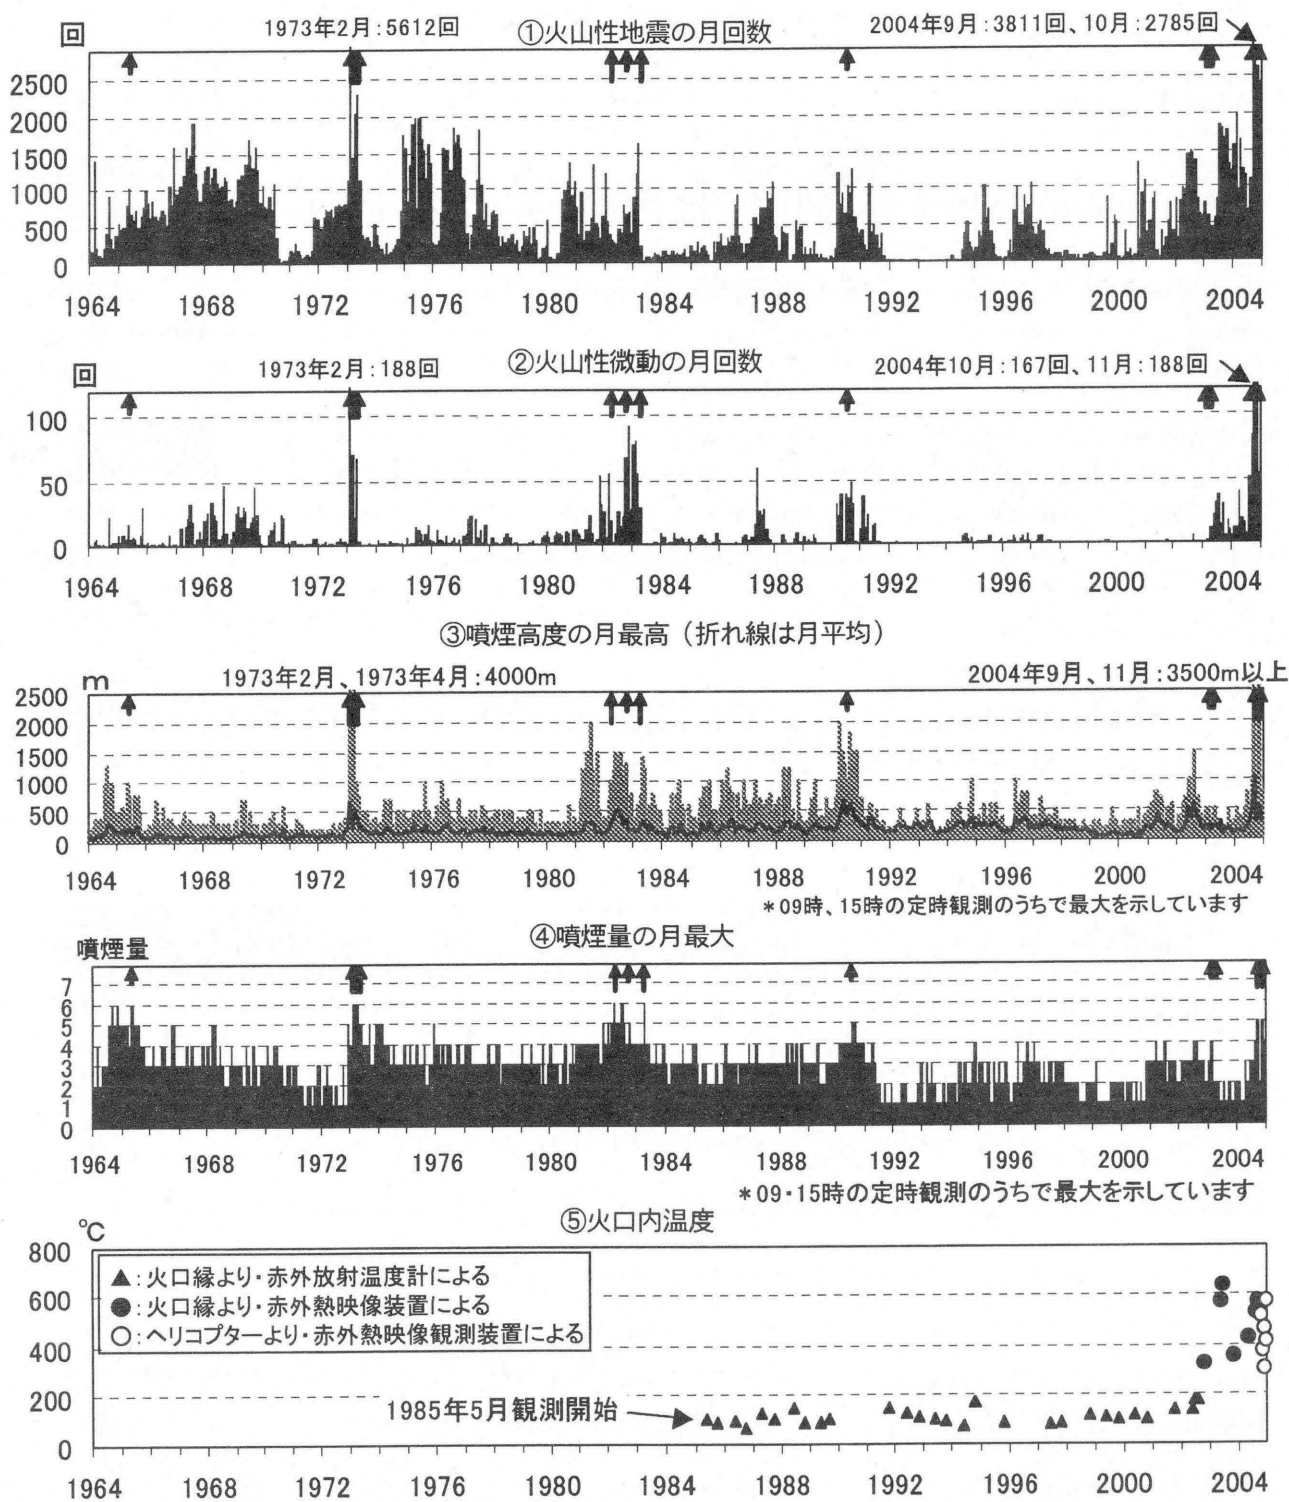 1973年2月:5612回 ①火山性地震の月回数 2004年9月:3811回、10月:2785回
回
2500
2000
1500
1000
500
0
1964 1968 1972 1976 1980 1984 1988 1992 1996 2000 2004
1973年2月:188回 ②火山性微動の月回数 2004年10月:167回、11月:188回
回
100
50
0
1964 1968 1972 1976 1980 1984 1988 1992 1996 2000 2004
③噴煙高度の月最高(折れ線は月平均)
m 1973年2月、1973年4月:4000m 2004年9月、11月:3500m以上
2500
2000
1500
1000
500
0
1964 1968 1972 1976 1980 1984 1988 1992 1996 2000 2004
*09時、15時の定時観測のうちで最大を示しています
④噴煙量の月最大
噴煙量
7
6
5
4
3
2
1
0
1964 1968 1972 1976 1980 1984 1988 1992 1996 2000 2004
*09・15時の定時観測のうちで最大を示しています
⑤火口内温度
℃
800
▲:火口縁より・赤外放射温度計による
600 ●:火口縁より・赤外熱映像装置による
○:ヘリコプターより・赤外熱映像観測装置による
400
200
1985年5月観測開始
0
1964 1968 1972 1976 1980 1984 1988 1992 1996 2000 2004